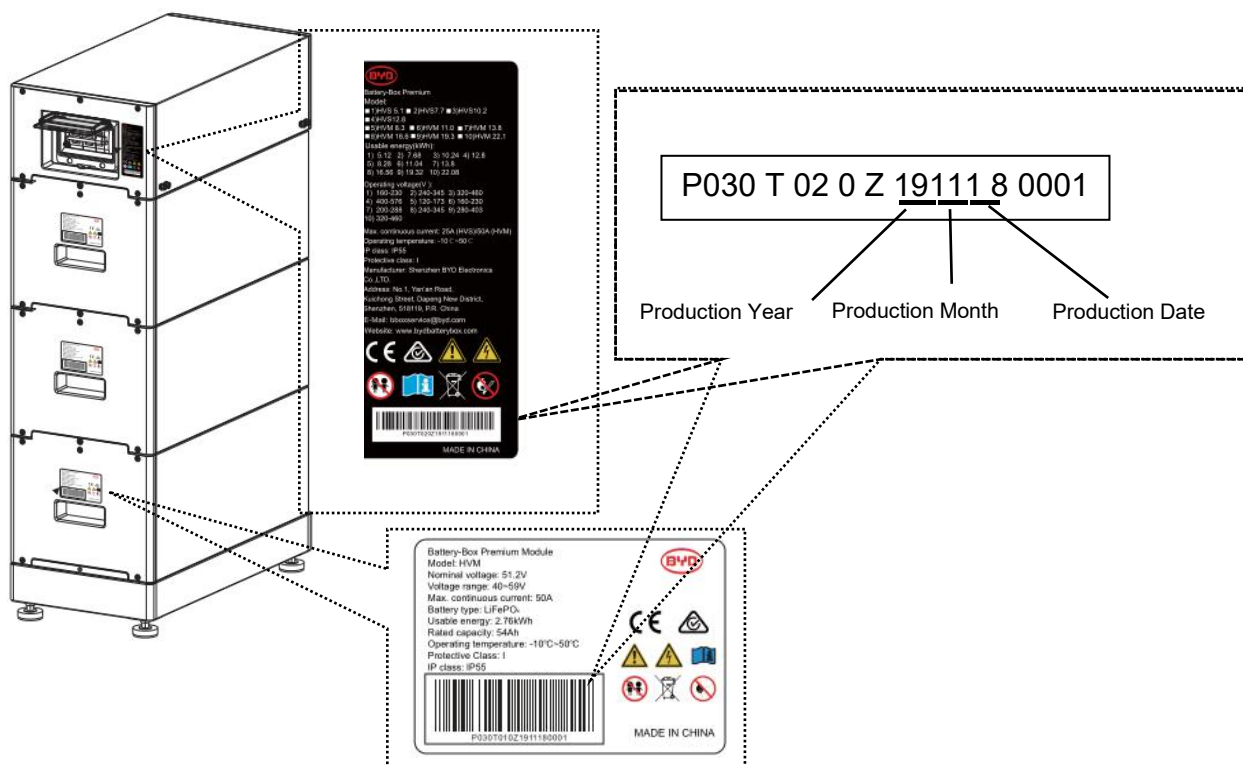 BYD
Battery-Box Premium
Model:
■ 1)HVS 5.1 ■ 2)HVS7.7 ■ 3)HVS10.2
■ 4)HVS12.8
■ 5)HVM 8.3 ■ 6)HVM 11.0 ■ 7)HVM 13.8
■ 8)HVM 16.6 ■ 9)HVM 19.3 ■ 10)HVM 22.1
Usable energy(kWh):
1) 5.12 2) 7.68 3) 10.24 4) 12.8
5) 8.28 6) 11.04 7) 13.8
8) 16.56 9) 19.32 10) 22.08
Operating voltage(V ):
1) 160-230 2) 240-345 3) 320-460
4) 400-576 5) 120-173 6) 160-230
7) 200-288 8) 240-345 9) 280-403
10) 320-460
Max. continuous current: 25A (HVS)/50A (HVM)
Operating temperature: -10℃~50℃
IP class: IP55
Protective class: I
Manufacturer: Shenzhen BYD Electronics
Co.,LTD.
Address: No.1, Yan'an Road,
Kuichong Street, Dapeng New District,
Shenzhen, 518119, P.R. China
E-Mail: bboxservice@byd.com
Website: www.bydbatterybox.com
P030T020Z1911180001
MADE IN CHINA
P030 T 02 0 Z 19111 8 0001
Production Year
Production Month
Production Date
Battery-Box Premium Module
Model: HVM
Nominal voltage: 51.2V
Voltage range: 40~59V
Max. continuous current: 50A
Battery type: LiFePO₄
Usable energy: 2.76kWh
Rated capacity: 54Ah
Operating temperature: -10℃~50℃
Protective Class: I
IP class: IP55
P030T010Z1911180001
BYD
MADE IN CHINA